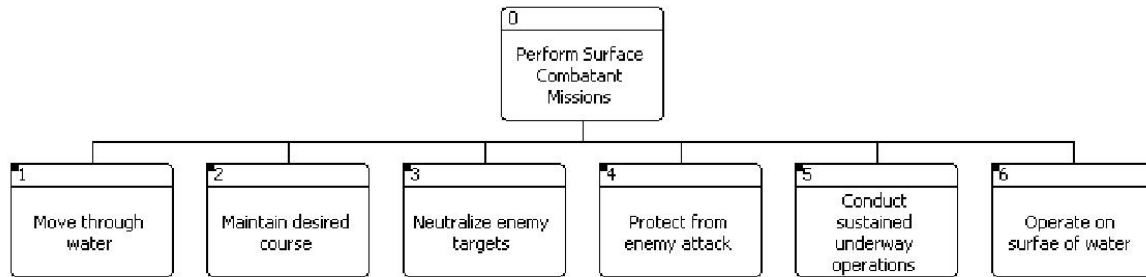 0
Perform Surface
Combatant
Missions
1
Move through
water
2
Maintain desired
course
3
Neutralize enemy
targets
4
Protect from
enemy attack
5
Conduct
sustained
underway
operations
6
Operate on
surfae of water